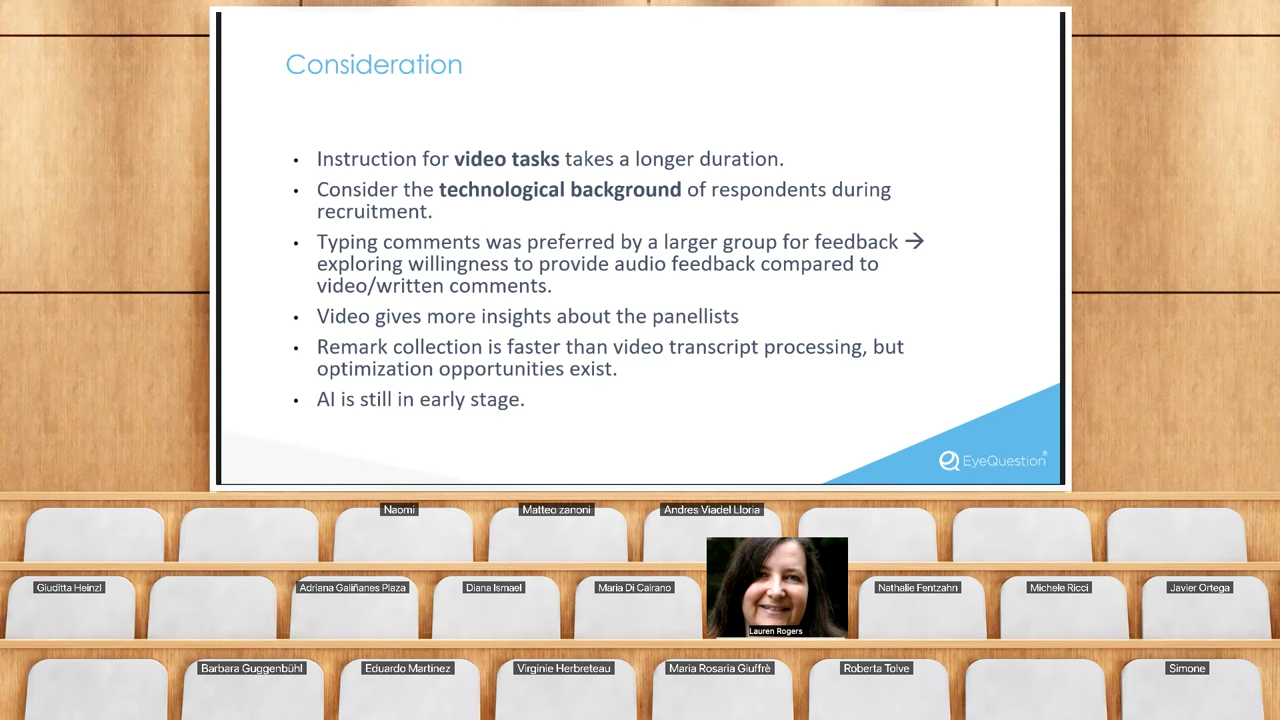 Consideration
• Instruction for video tasks takes a longer duration.
• Consider the technological background of respondents during
recruitment.
• Typing comments was preferred by a larger group for feedback →
exploring willingness to provide audio feedback compared to
video/written comments.
• Video gives more insights about the panellists
• Remark collection is faster than video transcript processing, but
optimization opportunities exist.
• AI is still in early stage.
EyeQuestion®
Naomi
Matteo zanoni
Andres Viadel Lloria
Giuditta Heinzl
Adriana Galiñanes Plaza
Diana Ismael
Maria Di Cairano
Lauren Rogers
Nathalie Fentzahn
Michele Ricci
Javier Ortega
Barbara Guggenbühl
Eduardo Martinez
Virginie Herbreteau
Maria Rosaria Giuffrè
Roberta Tolve
Simone